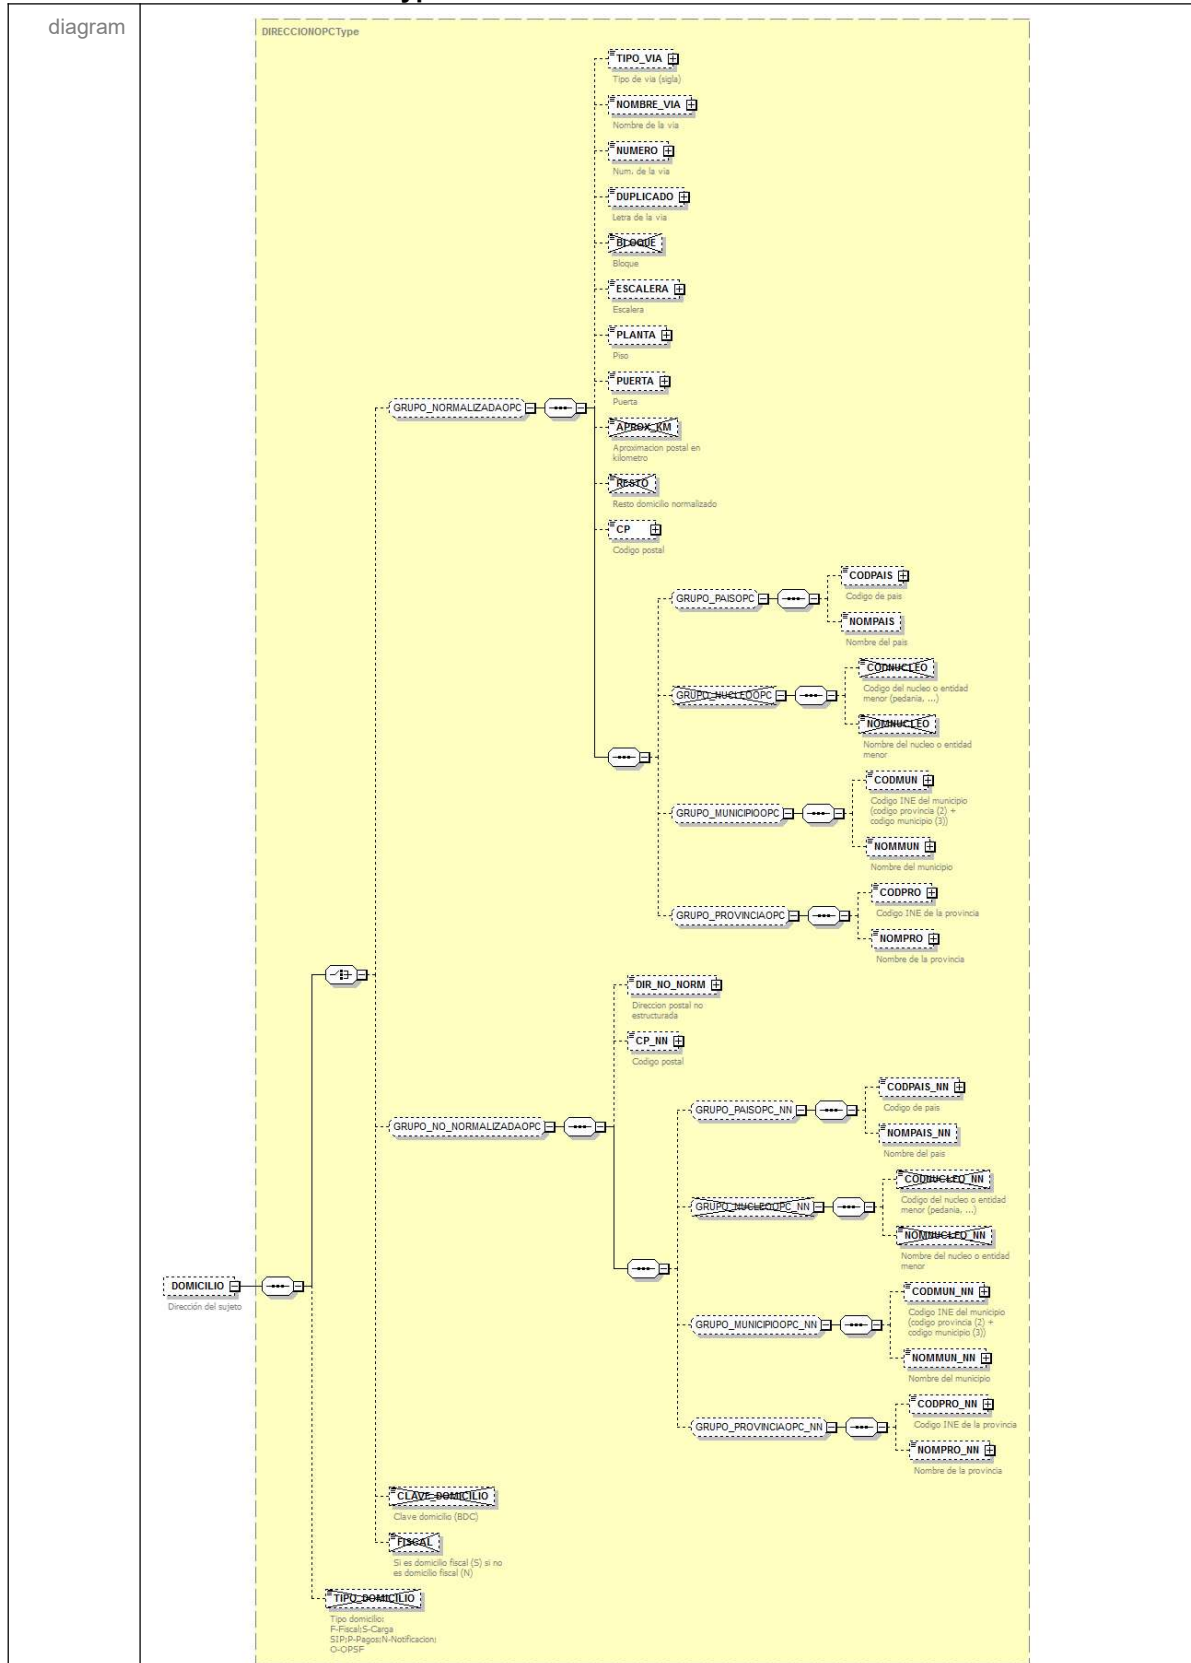 diagram
DIRECCIONOPCType
TIPO_VIA
Tipo de via (sigla)
NOMBRE_VIA
Nombre de la via
NUMERO
Num. de la via
DUPLICADO
Letra de la via
BLOQUE
Bloque
ESCALERA
Escalera
PLANTA
Piso
PUERTA
Puerta
GRUPO_NORMALIZADAOPC
APROX_KM
Aproximacion postal en
kilometro
RESTO
Resto domicilio normalizado
CP
Codigo postal
GRUPO_PAISOPC
CODPAIS
Codigo de pais
NOMPAIS
Nombre del pais
GRUPO_NUCLEOOPC
CODNUCLEO
Codigo del nucleo o entidad
menor (pedania, ...)
NOMNUCLEO
Nombre del nucleo o entidad
menor
GRUPO_MUNICIPIOOPC
CODMUN
Codigo INE del municipio
(codigo provincia (2) +
codigo municipio (3))
NOMMUN
Nombre del municipio
GRUPO_PROVINCIAOPC
CODPRO
Codigo INE de la provincia
NOMPRO
Nombre de la provincia
DIR_NO_NORM
Direccion postal no
estructurada
CP_NN
Codigo postal
GRUPO_NO_NORMALIZADAOPC
GRUPO_PAISOPC_NN
CODPAIS_NN
Codigo de pais
NOMPAIS_NN
Nombre del pais
GRUPO_NUCLEOOPC_NN
CODNUCLEO_NN
Codigo del nucleo o entidad
menor (pedania, ...)
NOMNUCLEO_NN
Nombre del nucleo o entidad
menor
DOMICILIO
Dirección del sujeto
GRUPO_MUNICIPIOOPC_NN
CODMUN_NN
Codigo INE del municipio
(codigo provincia (2) +
codigo municipio (3))
NOMMUN_NN
Nombre del municipio
GRUPO_PROVINCIAOPC_NN
CODPRO_NN
Codigo INE de la provincia
NOMPRO_NN
Nombre de la provincia
CLAVE_DOMICILIO
Clave domicilio (BDC)
FISCAL
Si es domicilio fiscal (S) si no
es domicilio fiscal (N)
TIPO_DOMICILIO
Tipo domicilio:
F-Fiscal;S-Carga
SIP;P-Pagos;N-Notificacion;
O-OPSF